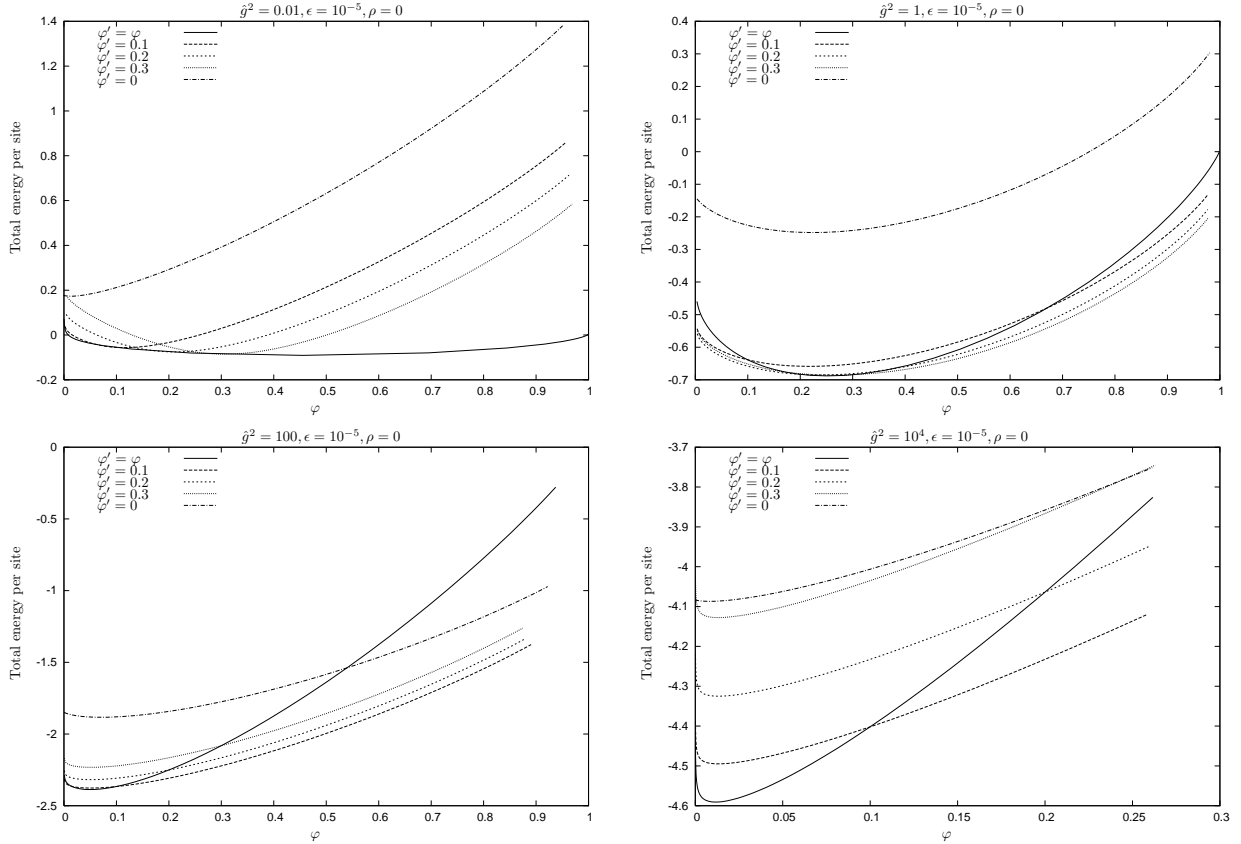 ĝ² = 0.01, ϵ = 10⁻⁵, ρ = 0
Total energy per site
1.4
1.2
1
0.8
0.6
0.4
0.2
0
-0.2
φ′ = φ
φ′ = 0.1
φ′ = 0.2
φ′ = 0.3
φ′ = 0
0 0.1 0.2 0.3 0.4 0.5 0.6 0.7 0.8 0.9 1
φ
ĝ² = 1, ϵ = 10⁻⁵, ρ = 0
Total energy per site
0.4
0.3
0.2
0.1
0
-0.1
-0.2
-0.3
-0.4
-0.5
-0.6
-0.7
φ′ = φ
φ′ = 0.1
φ′ = 0.2
φ′ = 0.3
φ′ = 0
0 0.1 0.2 0.3 0.4 0.5 0.6 0.7 0.8 0.9 1
φ
ĝ² = 100, ϵ = 10⁻⁵, ρ = 0
Total energy per site
0
-0.5
-1
-1.5
-2
-2.5
φ′ = φ
φ′ = 0.1
φ′ = 0.2
φ′ = 0.3
φ′ = 0
0 0.1 0.2 0.3 0.4 0.5 0.6 0.7 0.8 0.9 1
φ
ĝ² = 10⁴, ϵ = 10⁻⁵, ρ = 0
Total energy per site
-3.7
-3.8
-3.9
-4
-4.1
-4.2
-4.3
-4.4
-4.5
-4.6
φ′ = φ
φ′ = 0.1
φ′ = 0.2
φ′ = 0.3
φ′ = 0
0 0.05 0.1 0.15 0.2 0.25 0.3
φ